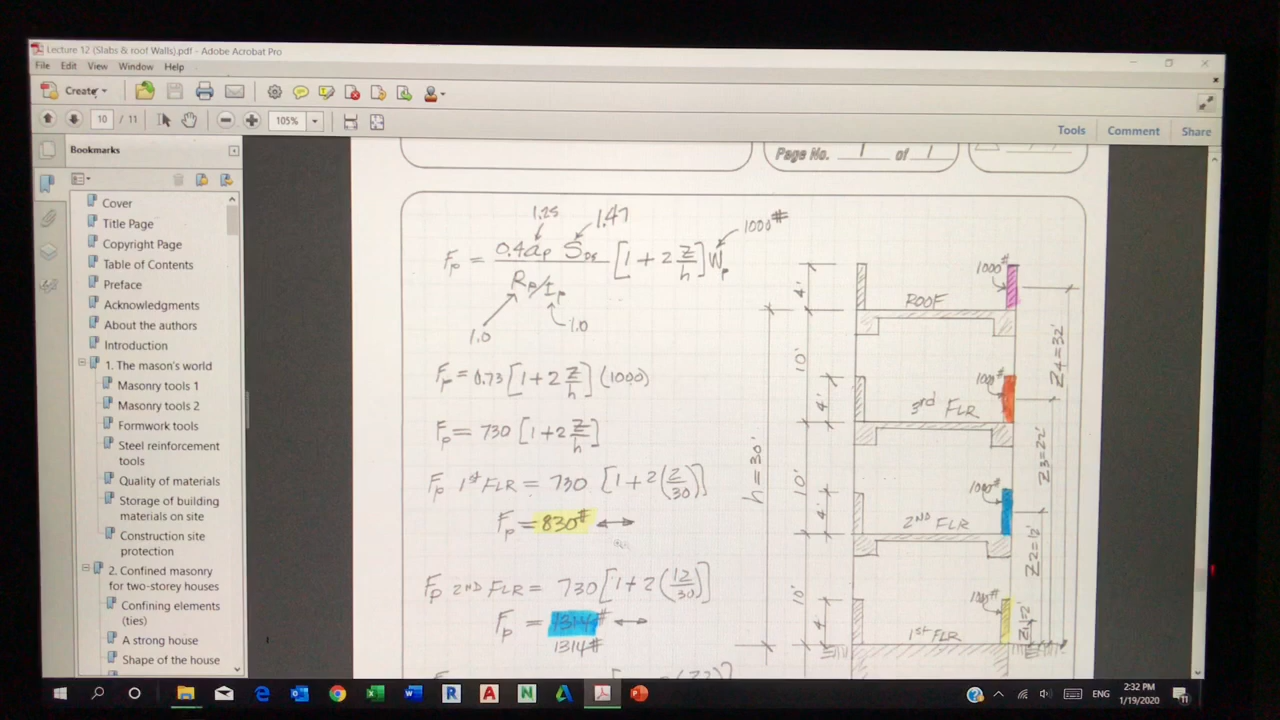 Lecture 12 (Slabs & roof Walls).pdf - Adobe Acrobat Pro
File Edit View Window Help
Create
10 / 11 105%
Tools Comment Share
Bookmarks
Cover
Title Page
Copyright Page
Table of Contents
Preface
Acknowledgments
About the authors
Introduction
1. The mason's world
Masonry tools 1
Masonry tools 2
Formwork tools
Steel reinforcement
tools
Quality of materials
Storage of building
materials on site
Construction site
protection
2. Confined masonry
for two-storey houses
Confining elements
(ties)
A strong house
Shape of the house
Page No. 1 of 1
1.25 1.47 1000#
Fp = 0.4ap SDS [1 + 2 z/h] Wp
Rp/Ip
1.0 1.0
Fp = 0.73 [1 + 2 z/h] (1000)
Fp = 730 [1 + 2 z/h]
Fp 1st FLR = 730 [1 + 2 (2/30)]
Fp = 830# ↔
Fp 2ND FLR = 730 [1 + 2 (12/30)]
Fp = 1314# ↔
1314#
1000#
4'
ROOF
Z4=32'
10'
1000#
4'
3rd FLR
h=30'
Z3=22'
10'
1000#
4'
2ND FLR
Z2=12'
10'
1000#
4
1st FLR
Z1=2'
ENG
2:32 PM
1/19/2020
11